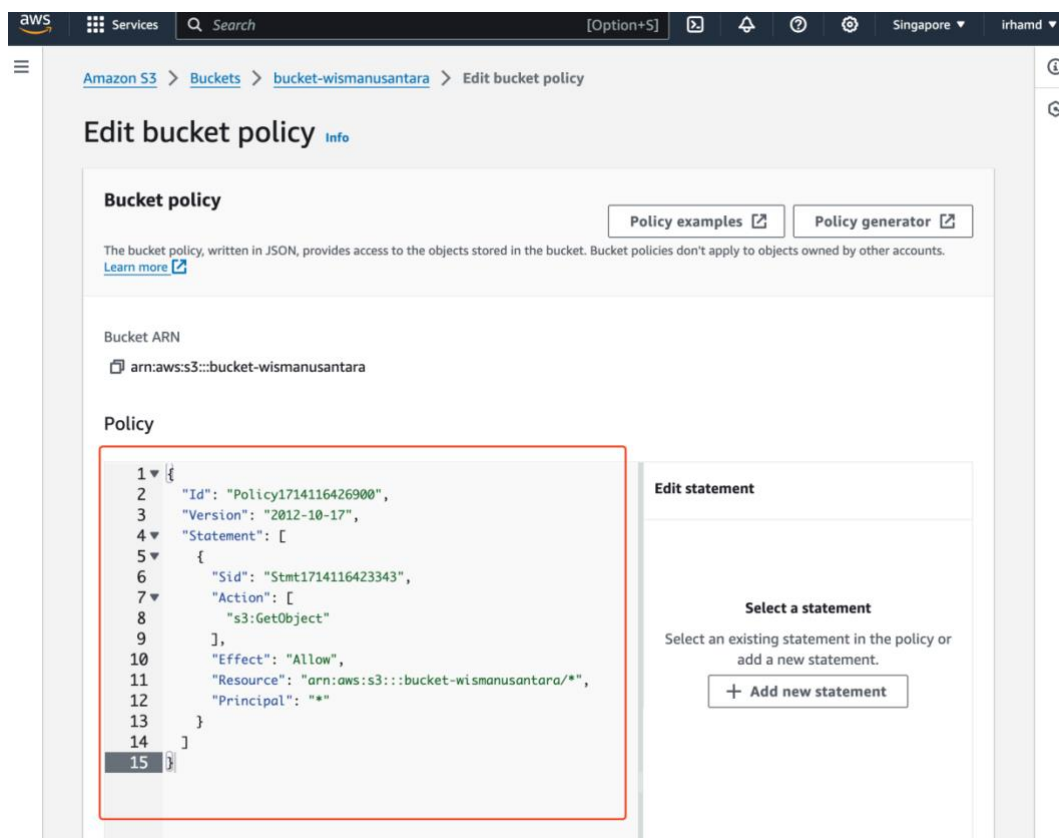 aws
Services
Search
[Option+S]
Singapore ▼
irhamd ▼
Amazon S3 > Buckets > bucket-wismanusantara > Edit bucket policy
Edit bucket policy Info
Bucket policy
Policy examples
Policy generator
The bucket policy, written in JSON, provides access to the objects stored in the bucket. Bucket policies don't apply to objects owned by other accounts.
Learn more
Bucket ARN
arn:aws:s3:::bucket-wismanusantara
Policy
1 ▼ {
2 "Id": "Policy1714116426900",
3 "Version": "2012-10-17",
4 ▼ "Statement": [
5 ▼ {
6 "Sid": "Stmt1714116423343",
7 ▼ "Action": [
8 "s3:GetObject"
9 ],
10 "Effect": "Allow",
11 "Resource": "arn:aws:s3:::bucket-wismanusantara/*",
12 "Principal": "*"
13 }
14 ]
15 }
Edit statement
Select a statement
Select an existing statement in the policy or
add a new statement.
+ Add new statement